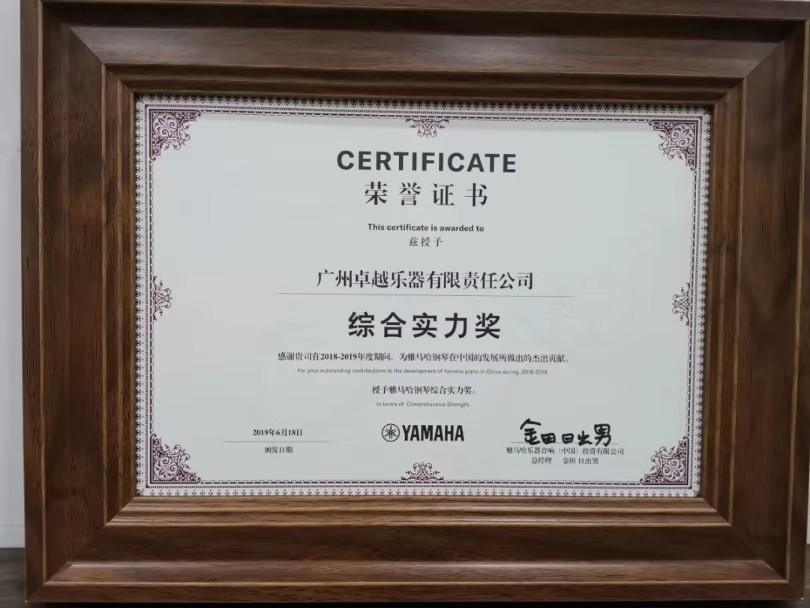 CERTIFICATE
荣誉证书
This certificate is awarded to
兹授予
广州卓越乐器有限责任公司
综合实力奖
感谢贵司在2018-2019年度期间，为雅马哈钢琴在中国的发展所做出的杰出贡献。
For your outstanding contributions to the development of Yamaha piano in China during 2018-2019.
授予雅马哈钢琴综合实力奖。
In terms of Comprehensive Strength.
2019年6月18日
颁发日期
YAMAHA
金田日出男
雅马哈乐器音响（中国）投资有限公司
总经理 金田 日出男